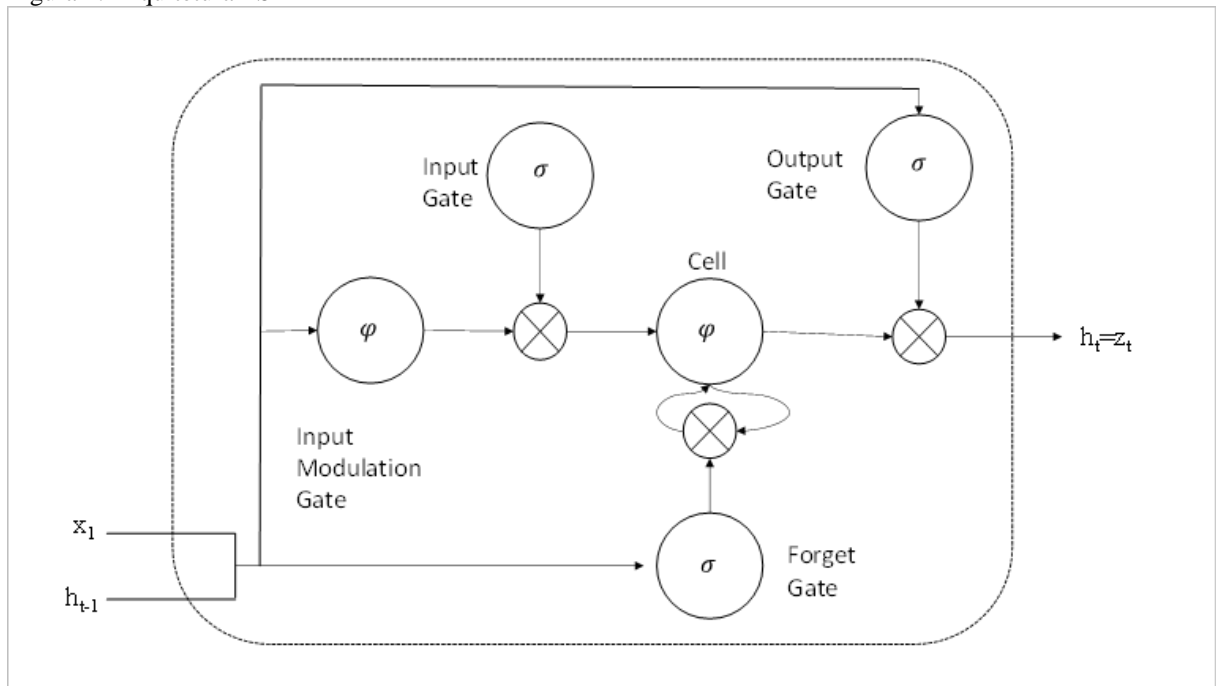 Input
Gate
σ
Output
Gate
σ
Cell
φ
φ
h_t=z_t
Input
Modulation
Gate
x_1
h_t-1
σ
Forget
Gate